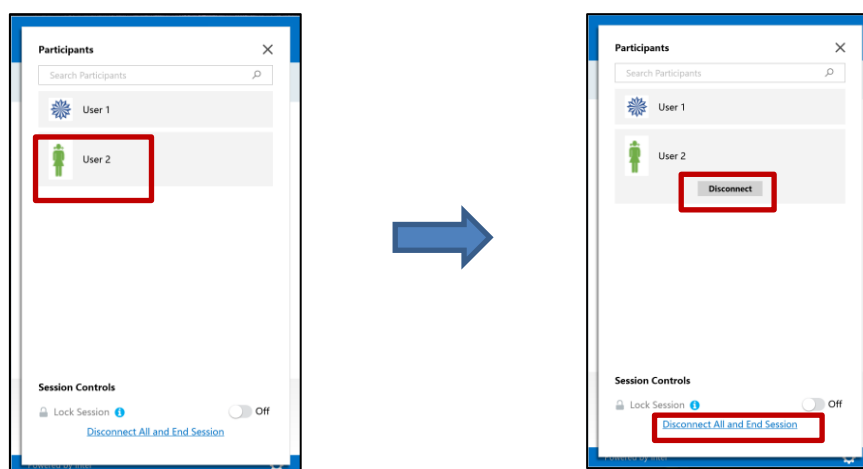 Participants
Search Participants
User 1
User 2
Session Controls
Lock Session
Off
Disconnect All and End Session
Participants
Search Participants
User 1
User 2
Disconnect
Session Controls
Lock Session
Off
Disconnect All and End Session